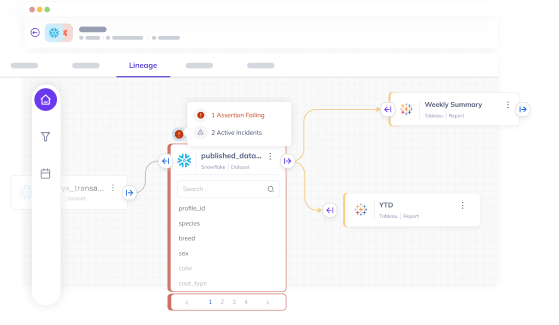 Lineage
1 Assertion Failing
2 Active Incidents
Weekly Summary
Tableau | Report
published_data...
Snowflake | Dataset
yx_transa...
Search ...
profile_id
species
breed
sex
color
coat_type
YTD
Tableau | Report
1 2 3 4